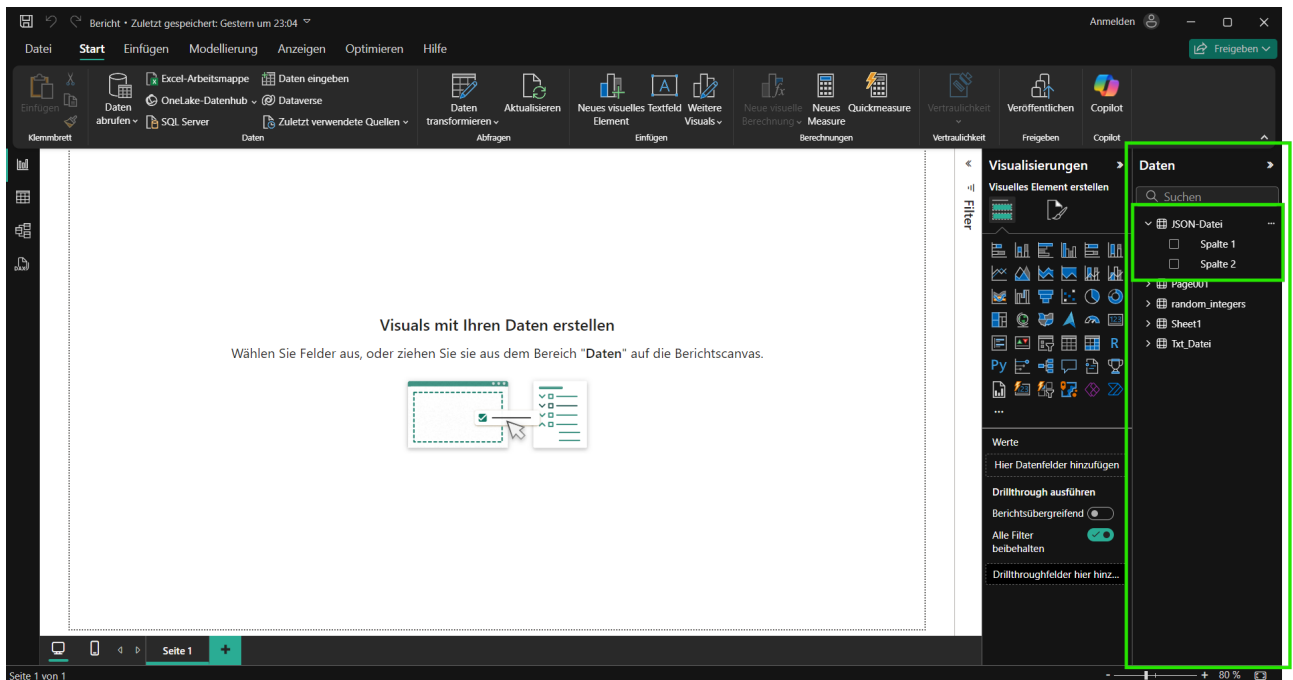 Bericht • Zuletzt gespeichert: Gestern um 23:04
Anmelden
Datei Start Einfügen Modellierung Anzeigen Optimieren Hilfe
Freigeben
Einfügen
Klemmbrett
Daten abrufen
Excel-Arbeitsmappe
OneLake-Datenhub
SQL Server
Daten eingeben
Dataverse
Zuletzt verwendete Quellen
Daten
Daten transformieren
Aktualisieren
Abfragen
Neues visuelles Element
Textfeld
Weitere Visuals
Einfügen
Neue visuelle Berechnung
Neues Measure
Quickmeasure
Berechnungen
Vertraulichkeit
Vertraulichkeit
Veröffentlichen
Freigeben
Copilot
Copilot
DAX
Visuals mit Ihren Daten erstellen
Wählen Sie Felder aus, oder ziehen Sie sie aus dem Bereich "Daten" auf die Berichtscanvas.
Filter
Visualisierungen
Visuelles Element erstellen
123
R
Py
...
Werte
Hier Datenfelder hinzufügen
Drillthrough ausführen
Berichtsübergreifend
Alle Filter
beibehalten
Drillthroughfelder hier hinz...
Daten
Suchen
JSON-Datei ...
Spalte 1
Spalte 2
Page001
random_integers
Sheet1
Txt_Datei
Seite 1
+
Seite 1 von 1
- + 80 %